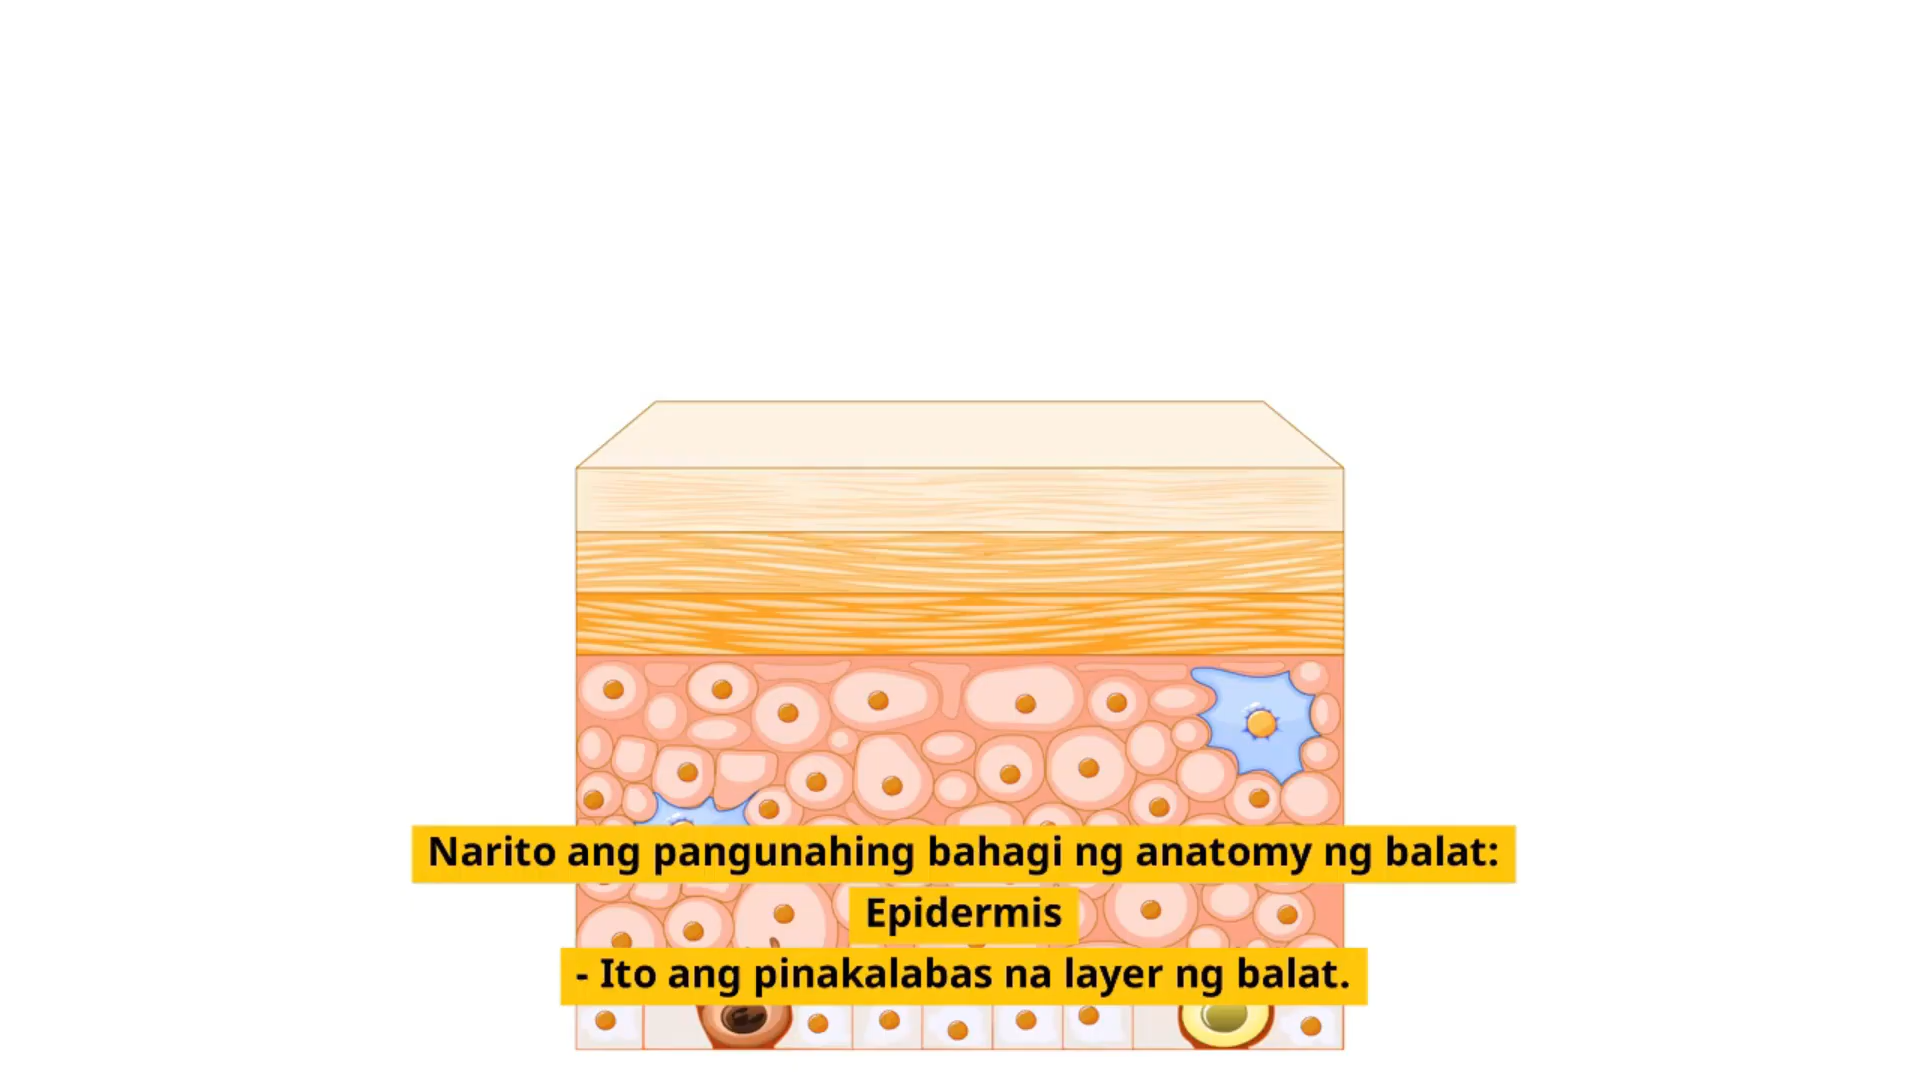 Narito ang pangunahing bahagi ng anatomy ng balat:
Epidermis
- Ito ang pinakalabas na layer ng balat.